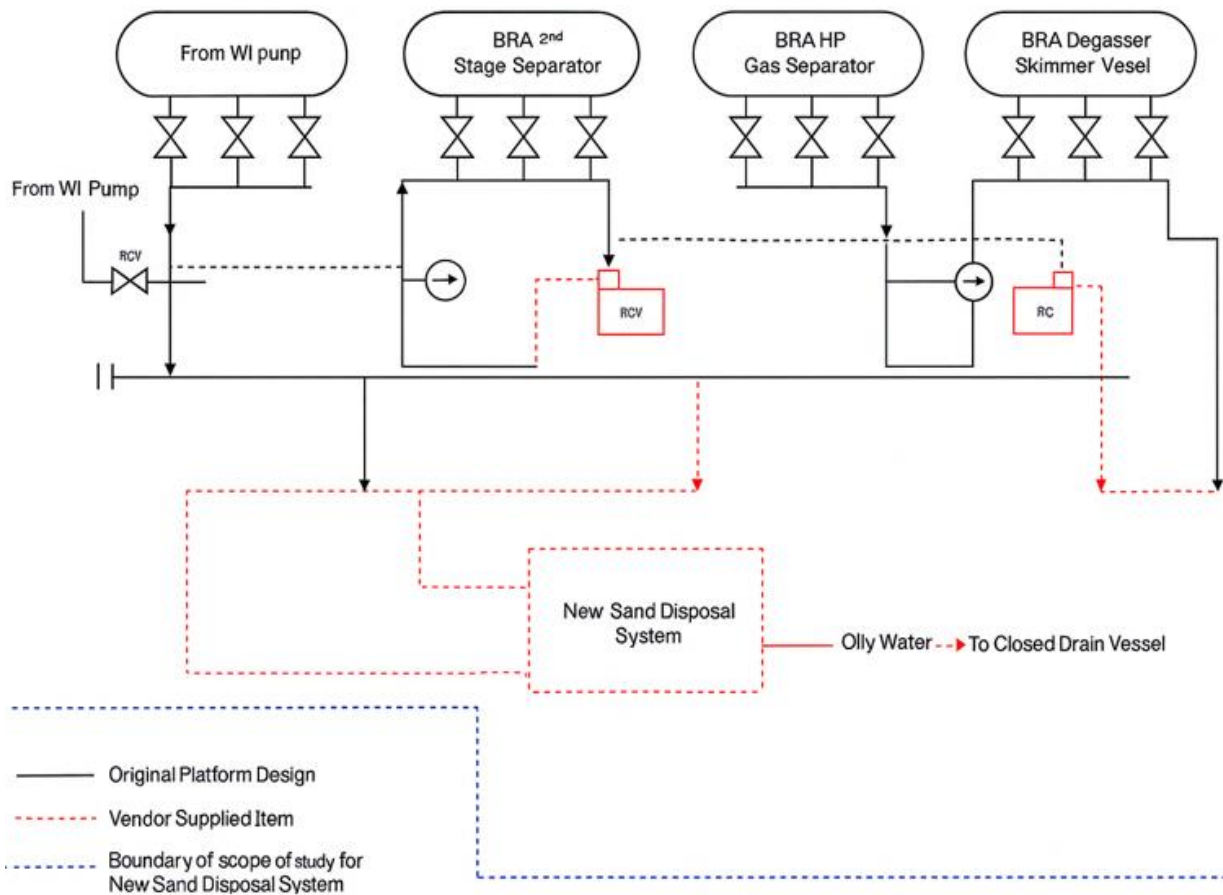 From WI punp
BRA 2nd
Stage Separator
BRA HP
Gas Separator
BRA Degasser
Skimmer Vesel
From WI Pump
RCV
RCV
RC
New Sand Disposal
System
Olly Water
To Closed Drain Vessel
Original Platform Design
Vendor Supplied Item
Boundary of scope of study for
New Sand Disposal System